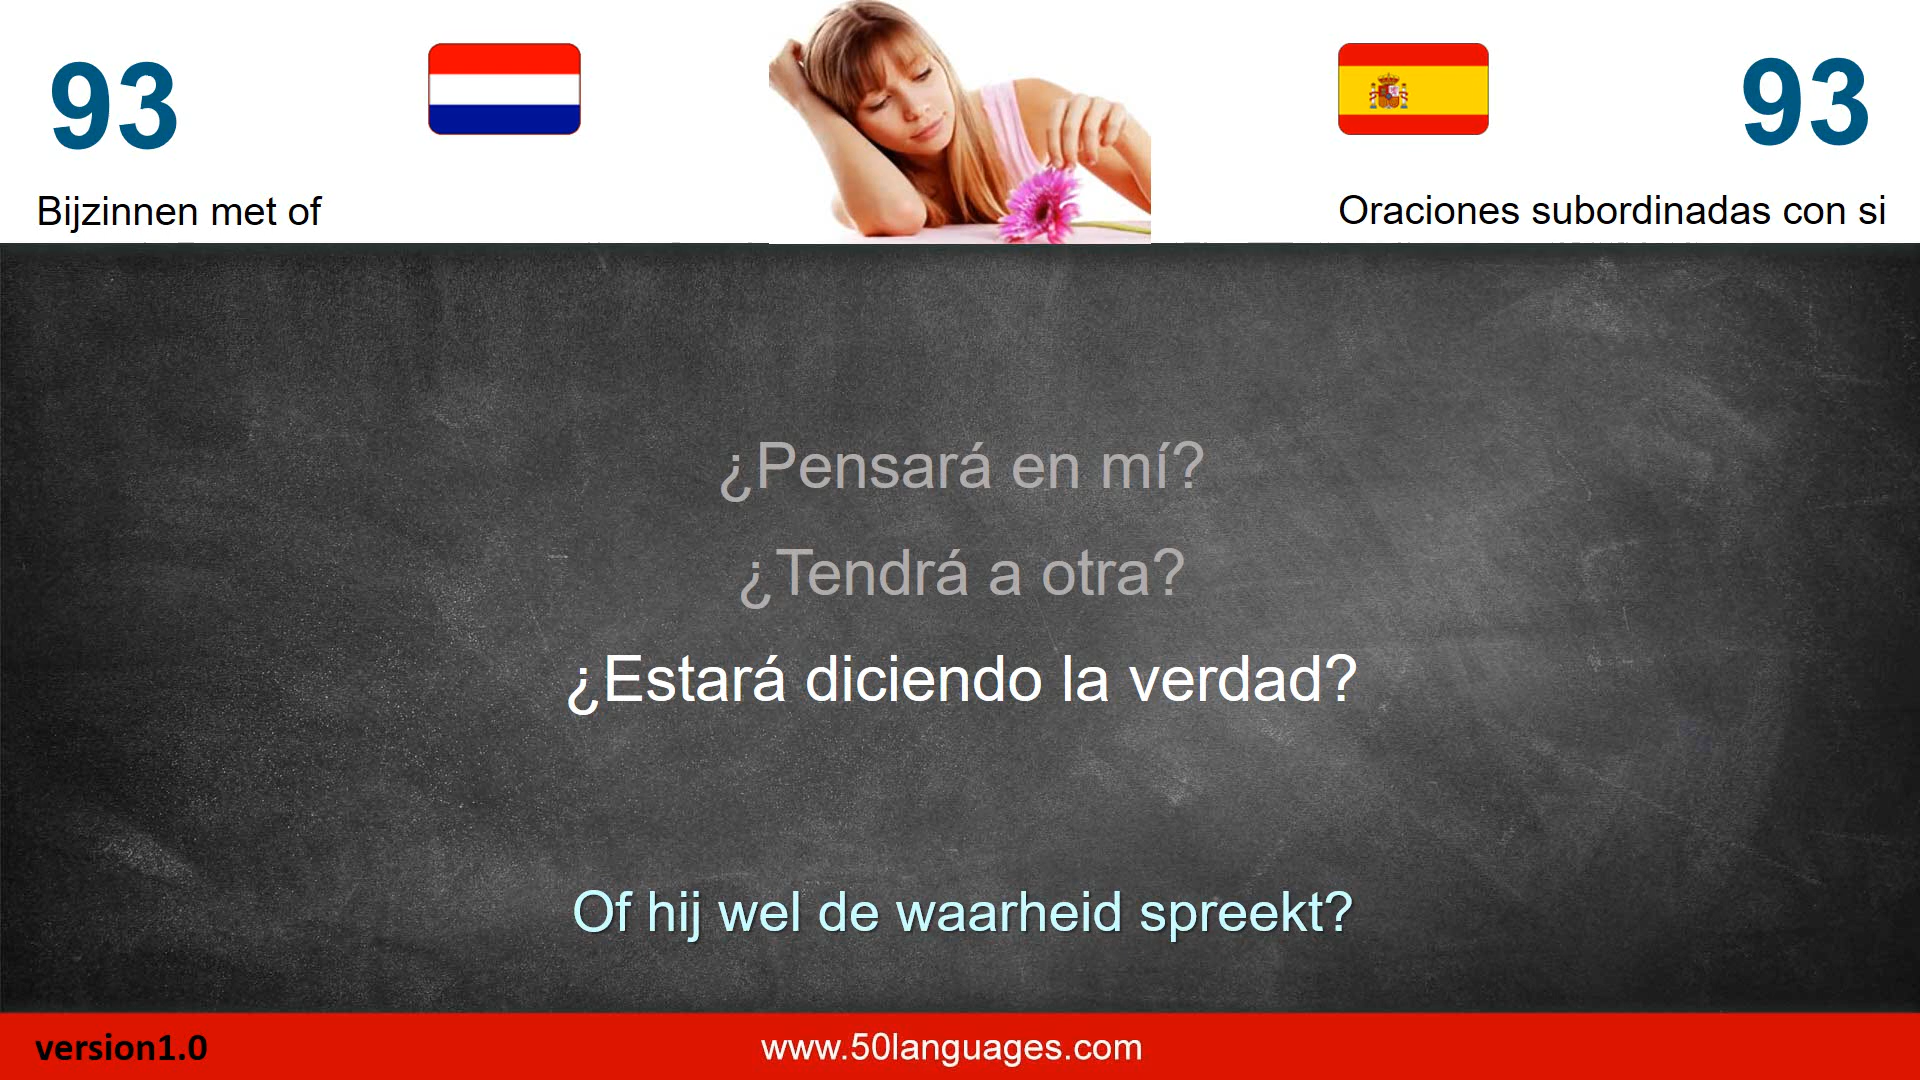 93
93
Bijzinnen met of
Oraciones subordinadas con si
¿Pensará en mí?
¿Tendrá a otra?
¿Estará diciendo la verdad?
Of hij wel de waarheid spreekt?
version1.0
www.50languages.com